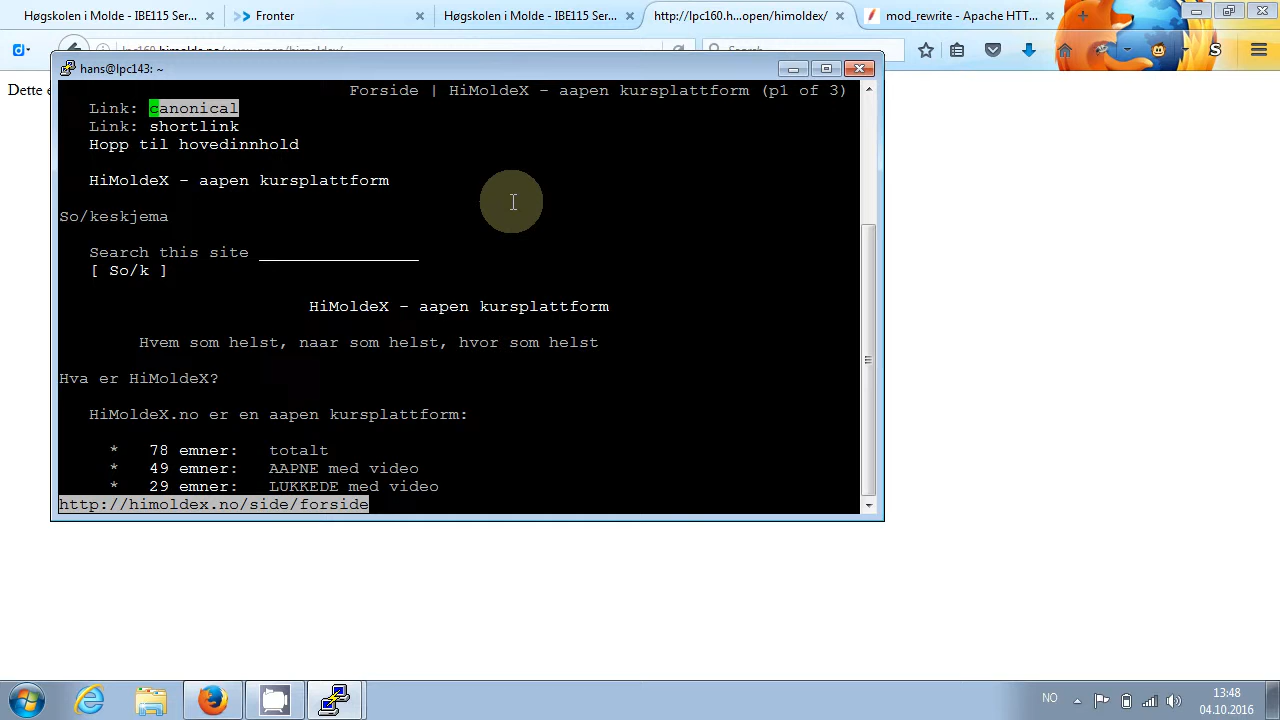 Høgskolen i Molde - IBE115 Ser...
Fronter
Høgskolen i Molde - IBE115 Ser...
http://lpc160.h...open/himoldex/
mod_rewrite - Apache HTT...
Search
Dette e
hans@lpc143: ~
Forside | HiMoldeX - aapen kursplattform (p1 of 3)
Link: canonical
Link: shortlink
Hopp til hovedinnhold
HiMoldeX - aapen kursplattform
So/keskjema
Search this site ________________
[ So/k ]
HiMoldeX - aapen kursplattform
Hvem som helst, naar som helst, hvor som helst
Hva er HiMoldeX?
HiMoldeX.no er en aapen kursplattform:
* 78 emner: totalt
* 49 emner: AAPNE med video
* 29 emner: LUKKEDE med video
http://himoldex.no/side/forside
NO
13:48
04.10.2016